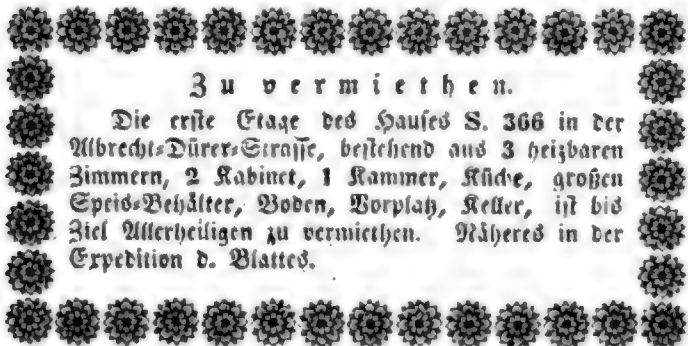 Zu vermiethen.
Die erste Etage des Hauses S. 366 in der
Albrecht-Dürer-Strasse, bestehend aus 3 heizbaren
Zimmern, 2 Kabinet, 1 Kammer, Küche, großen
Speis-Behälter, Boden, Vorplatz, Keller, ist bis
Ziel Allerheiligen zu vermiethen. Näheres in der
Expedition d. Blattes.